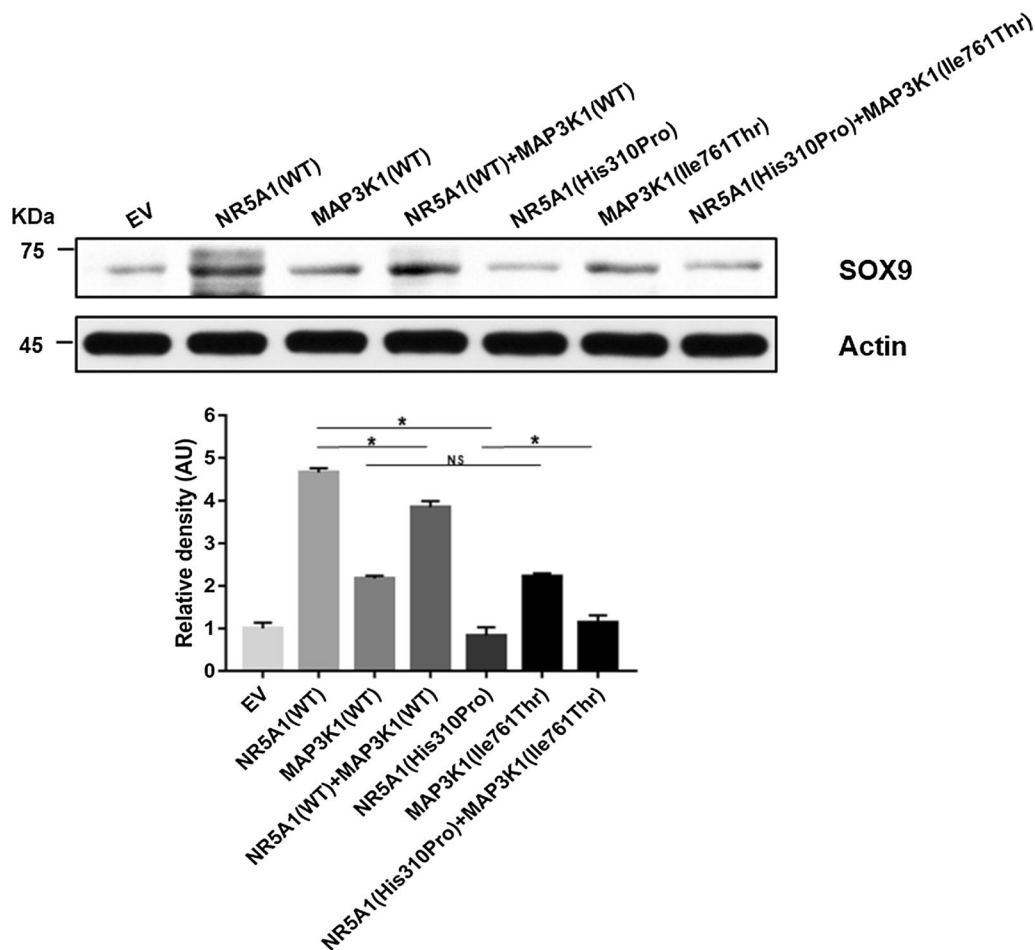 KDa
EV
NR5A1(WT)
MAP3K1(WT)
NR5A1(WT)+MAP3K1(WT)
NR5A1(His310Pro)
MAP3K1(Ile761Thr)
NR5A1(His310Pro)+MAP3K1(Ile761Thr)
75
SOX9
45
Actin
Relative density (AU)
6
5
4
3
2
1
0
*
*
*
NS
EV
NR5A1(WT)
MAP3K1(WT)
NR5A1(WT)+MAP3K1(WT)
NR5A1(His310Pro)
MAP3K1(Ile761Thr)
NR5A1(His310Pro)+MAP3K1(Ile761Thr)